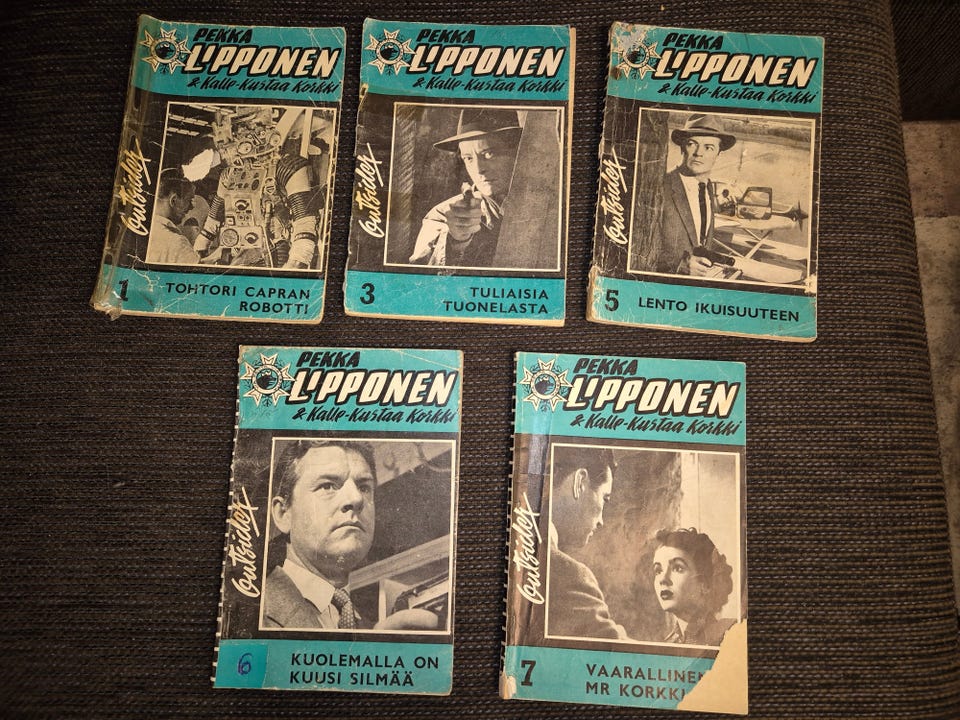 PEKKA
LIPPONEN
& Kalle-Kustaa Korkki
Outsider
1 TOHTORI CAPRAN
ROBOTTI
PEKKA
LIPPONEN
& Kalle-Kustaa Korkki
Outsider
3 TULIAISIA
TUONELASTA
PEKKA
LIPPONEN
& Kalle-Kustaa Korkki
Outsider
5 LENTO IKUISUUTEEN
PEKKA
LIPPONEN
& Kalle-Kustaa Korkki
Outsider
6 KUOLEMALLA ON
KUUSI SILMÄÄ
PEKKA
LIPPONEN
& Kalle-Kustaa Korkki
Outsider
7 VAARALLINEN
MR KORKKI